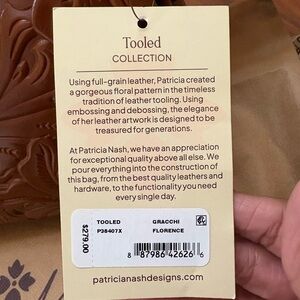 Tooled
COLLECTION
Using full-grain leather, Patricia created
a gorgeous floral pattern in the timeless
tradition of leather tooling. Using
embossing and debossing, the elegance
of her leather artwork is designed to be
treasured for generations.
At Patricia Nash, we have an appreciation
for exceptional quality above all else. We
pour everything into the construction of
this bag, from the best quality leathers and
hardware, to the functionality you need
every single day.
TOOLED GRACCHI
P38407X FLORENCE
$279.00
8 87986 42626 6
patricianashdesigns.com